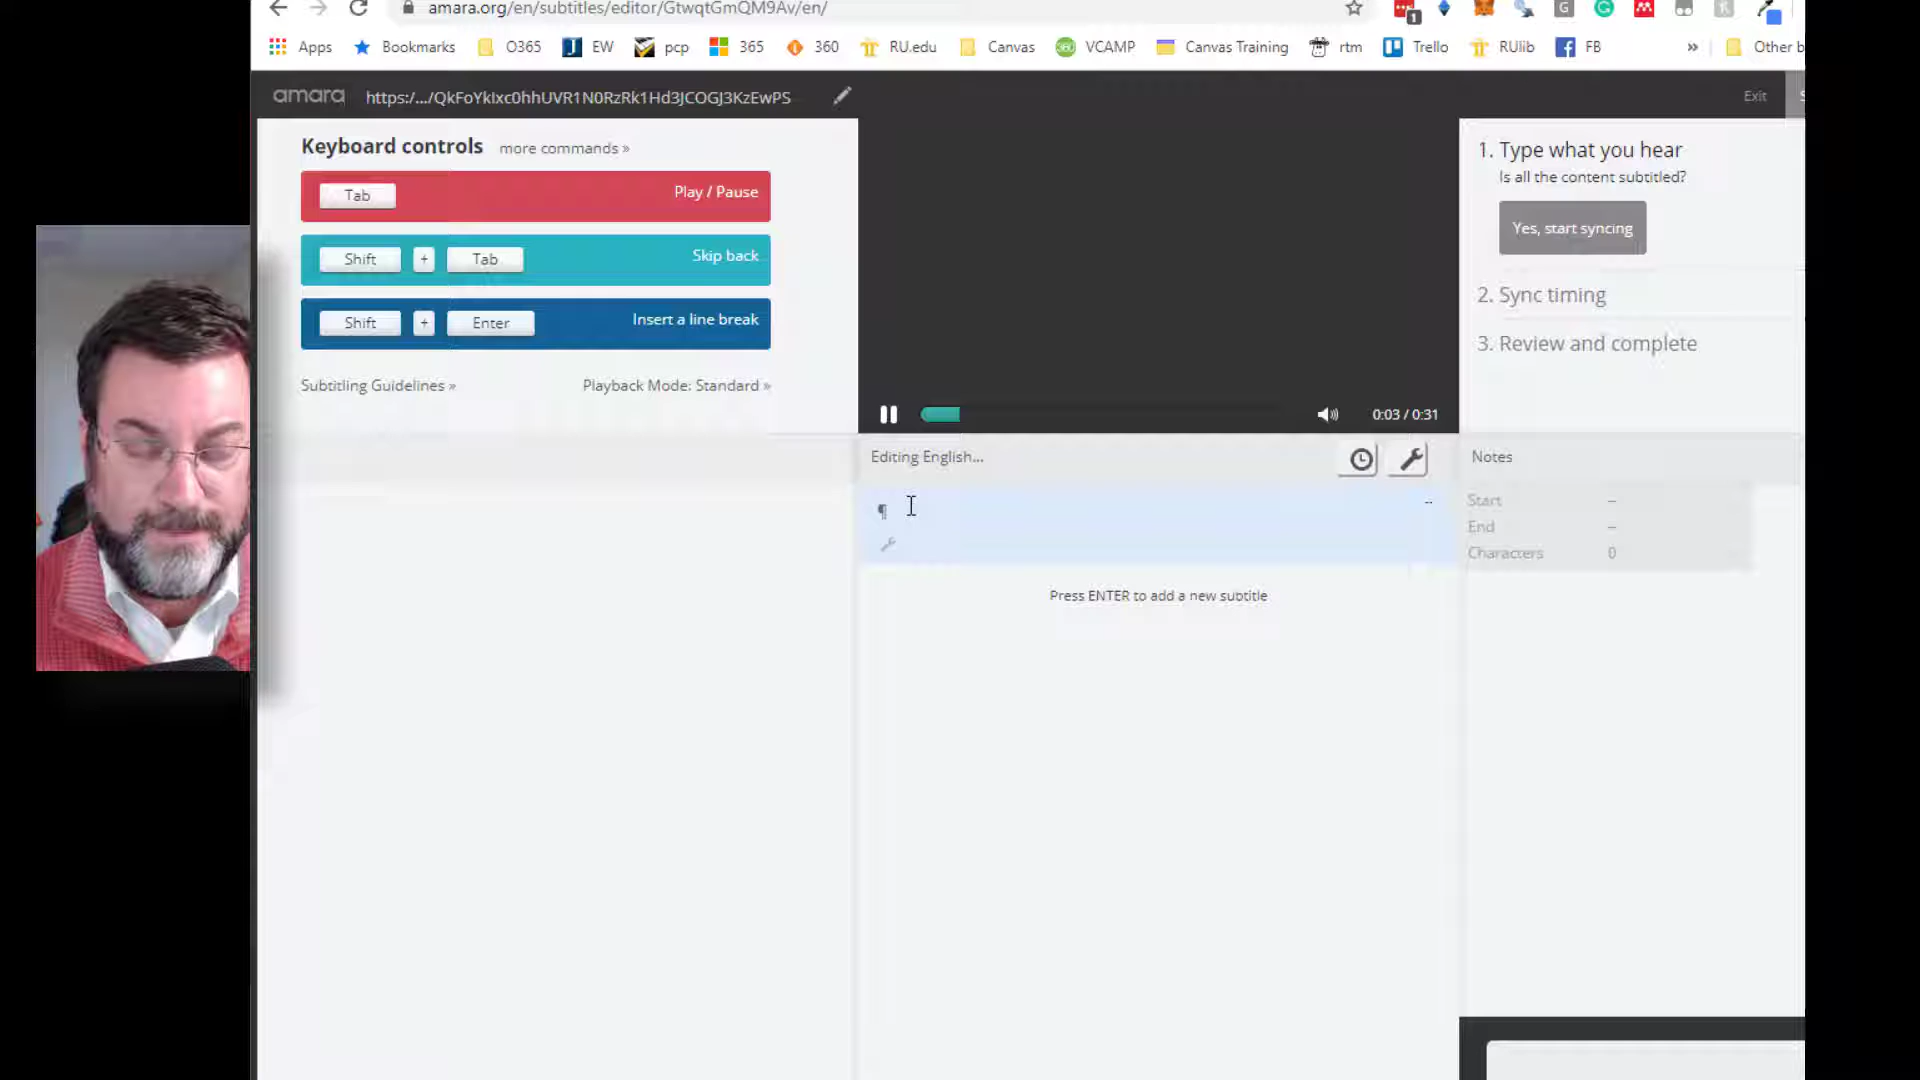 amara.org/en/subtitles/editor/GtwqtGmQM9Av/en/
1
Apps Bookmarks O365 EW pcp 365 360 RU.edu Canvas VCAMP Canvas Training rtm Trello RUlib FB » Other b
amara https:/.../QkFoYkIxc0hhUVR1N0RzRk1Hd3JCOGJ3KzEwPS Exit
Keyboard controls more commands »
Tab Play / Pause
Shift + Tab Skip back
Shift + Enter Insert a line break
Subtitling Guidelines » Playback Mode: Standard »
0:03 / 0:31
1. Type what you hear
Is all the content subtitled?
Yes, start syncing
2. Sync timing
3. Review and complete
Editing English...
¶ --
Press ENTER to add a new subtitle
Notes
Start --
End --
Characters 0